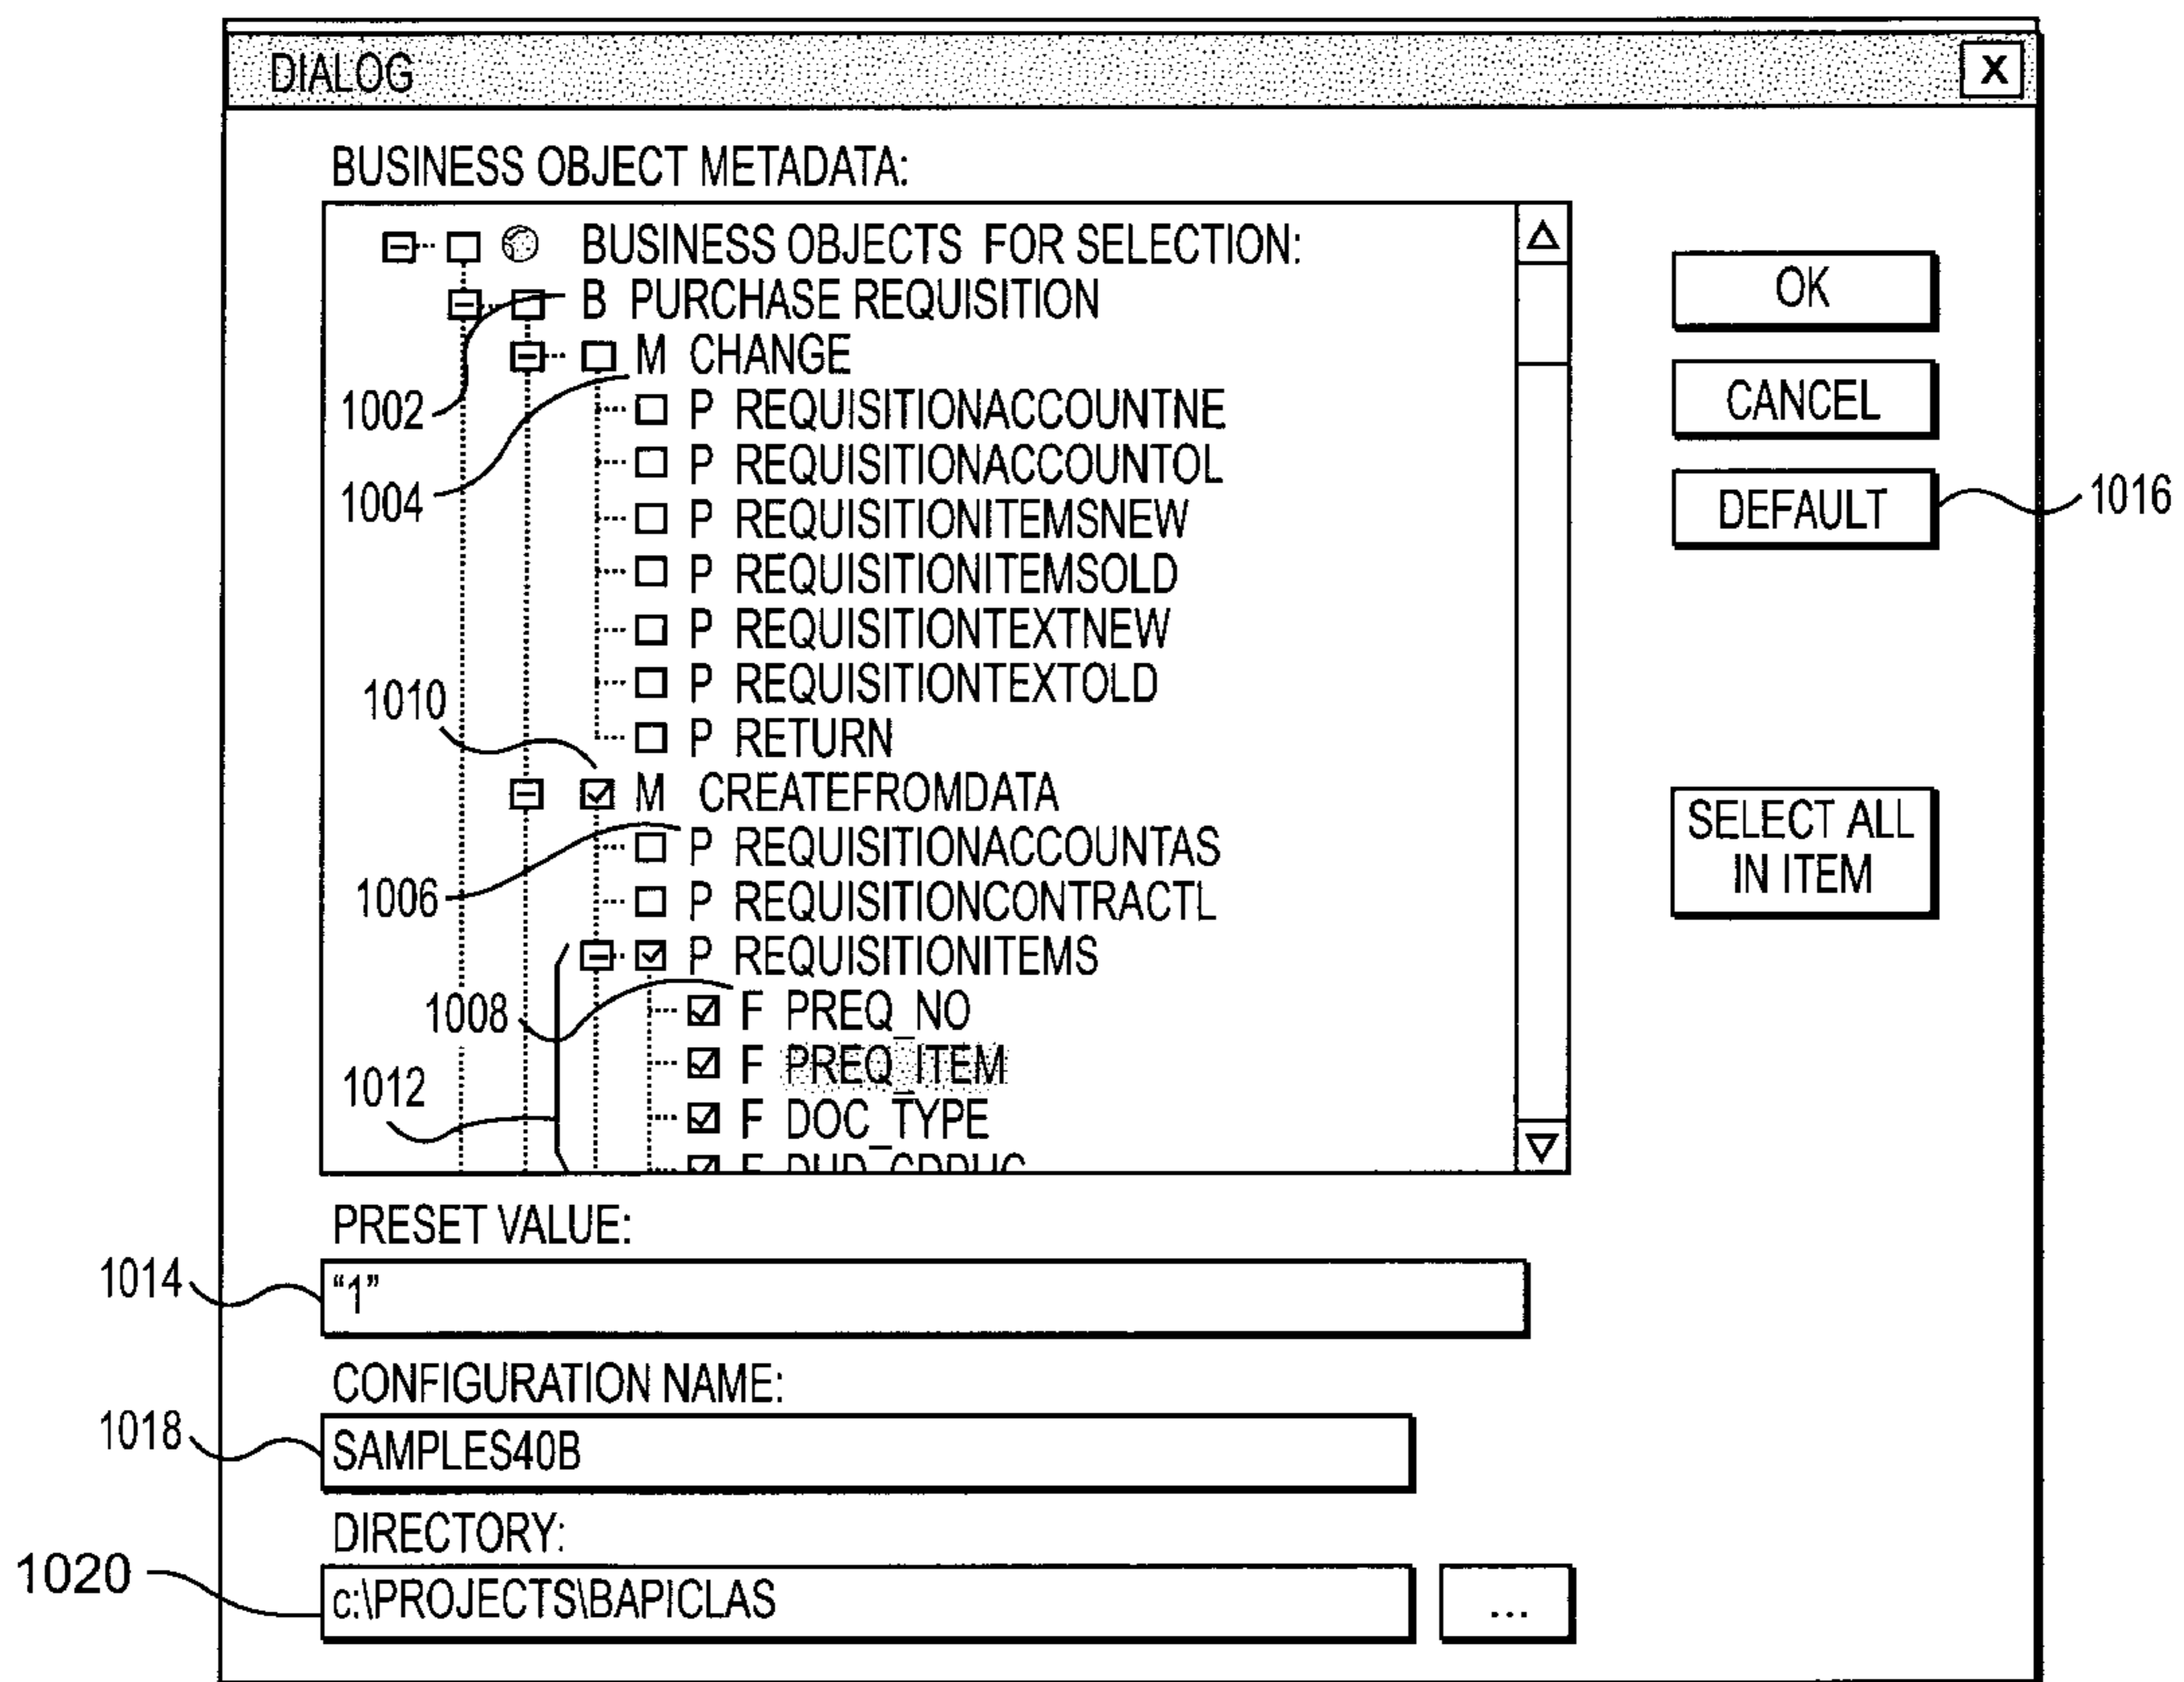 DIALOG X
BUSINESS OBJECT METADATA:
BUSINESS OBJECTS FOR SELECTION:
B PURCHASE REQUISITION
OK
M CHANGE
1002
P REQUISITIONACCOUNTNE
CANCEL
P REQUISITIONACCOUNTOL
1004
P REQUISITIONITEMSNEW
DEFAULT
1016
P REQUISITIONITEMSOLD
P REQUISITIONTEXTNEW
P REQUISITIONTEXTOLD
1010
P RETURN
M CREATEFROMDATA
SELECT ALL
IN ITEM
P REQUISITIONACCOUNTAS
1006
P REQUISITIONCONTRACTL
P REQUISITIONITEMS
1008
F PREQ_NO
F PREQ_ITEM
1012
F DOC_TYPE
F
PRESET VALUE:
1014
“1”
CONFIGURATION NAME:
1018
SAMPLES40B
DIRECTORY:
1020
c:\PROJECTS\BAPICLAS
...